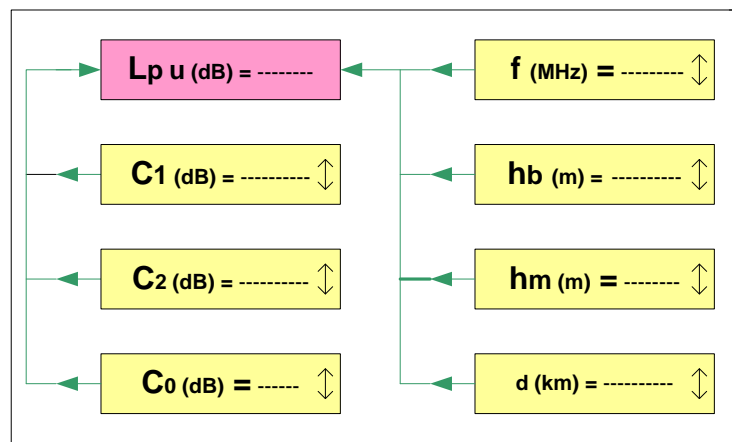 Lp u (dB) = --------
f (MHz) = ---------
C1 (dB) = ----------
hb (m) = ----------
C2 (dB) = ----------
hm (m) = --------
C0 (dB) = ------
d (km) = ----------